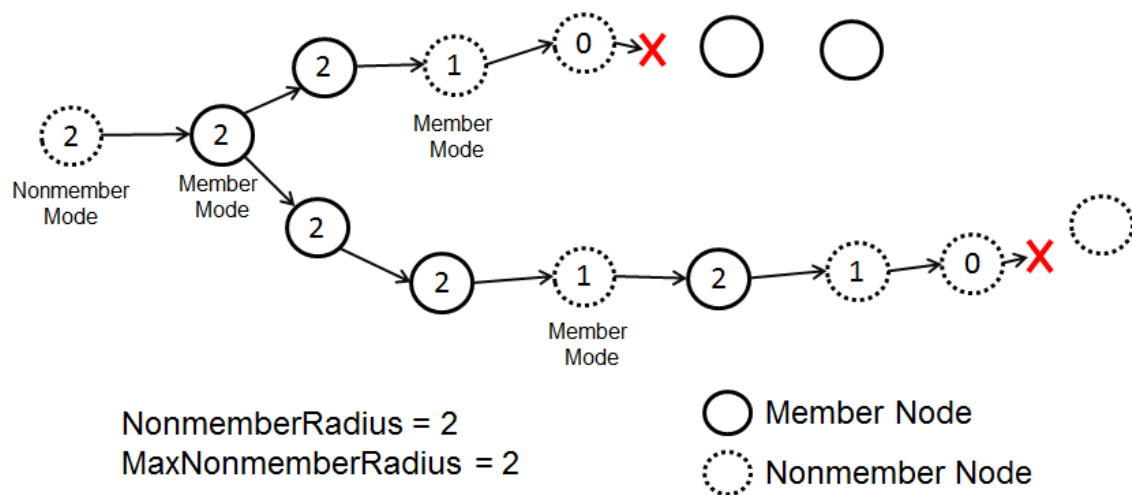 2
1
0
Member
Mode
2
Nonmember
Mode
2
Member
Mode
2
2
1
Member
Mode
2
1
0
NonmemberRadius = 2
MaxNonmemberRadius = 2
Member Node
Nonmember Node